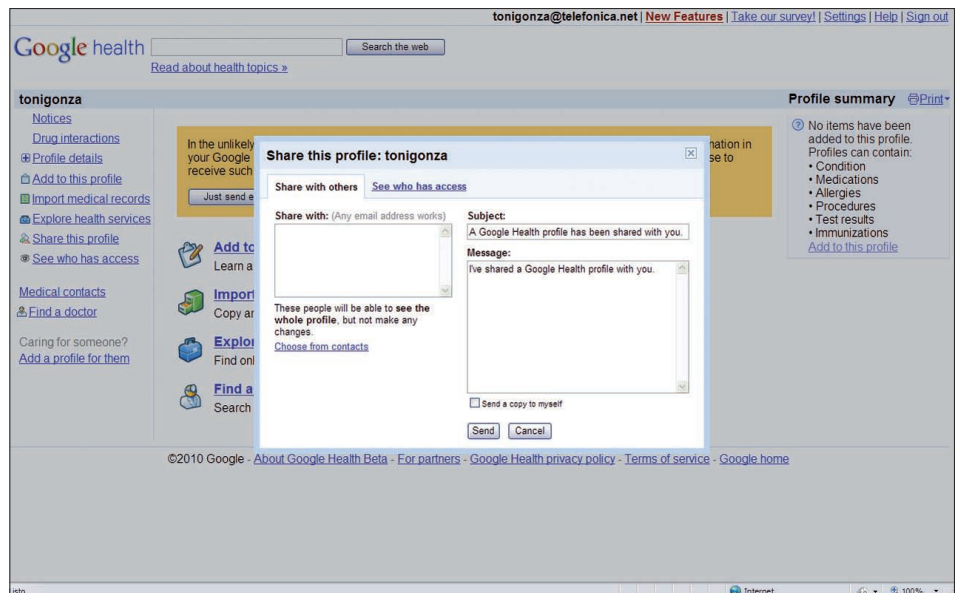 tonigonza@telefonica.net | New Features | Take our survey! | Settings | Help | Sign out
Google health
Search the web
Read about health topics »
tonigonza
Notices
Drug interactions
Profile details
Add to this profile
Import medical records
Explore health services
Share this profile
See who has access
Medical contacts
Find a doctor
Caring for someone?
Add a profile for them
In the unlikely
your Google
receive such
Just send
Add to
Learn a
Import
Copy
Explo
Find
Find a
Search
Share this profile: tonigonza
Share with others See who has access
Share with: (Any email address works)
These people will be able to see the
whole profile, but not make any
changes.
Choose from contacts
Subject:
A Google Health profile has been shared with you.
Message:
I've shared a Google Health profile with you.
Send a copy to myself
Send Cancel
mation in
se to
Profile summary Print
No items have been
added to this profile.
Profiles can contain:
• Condition
• Medications
• Allergies
• Procedures
• Test results
• Immunizations
Add to this profile
©2010 Google - About Google Health Beta - For partners - Google Health privacy policy - Terms of service - Google home
Internet 100%